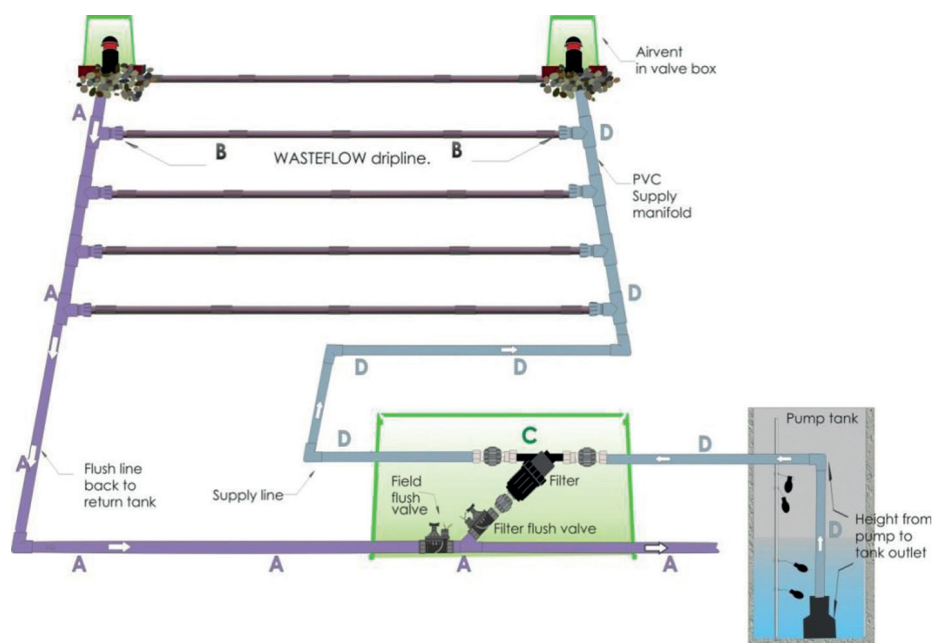 Airvent
in valve box
A
D
B
WASTEFLOW dripline.
B
PVC
Supply
manifold
A
D
D
D
Pump tank
C
D
D
A
Flush line
back to
return tank
Supply line
Field
flush
valve
Filter
Filter flush valve
Height from
pump to
tank outlet
D
A
A
A
A